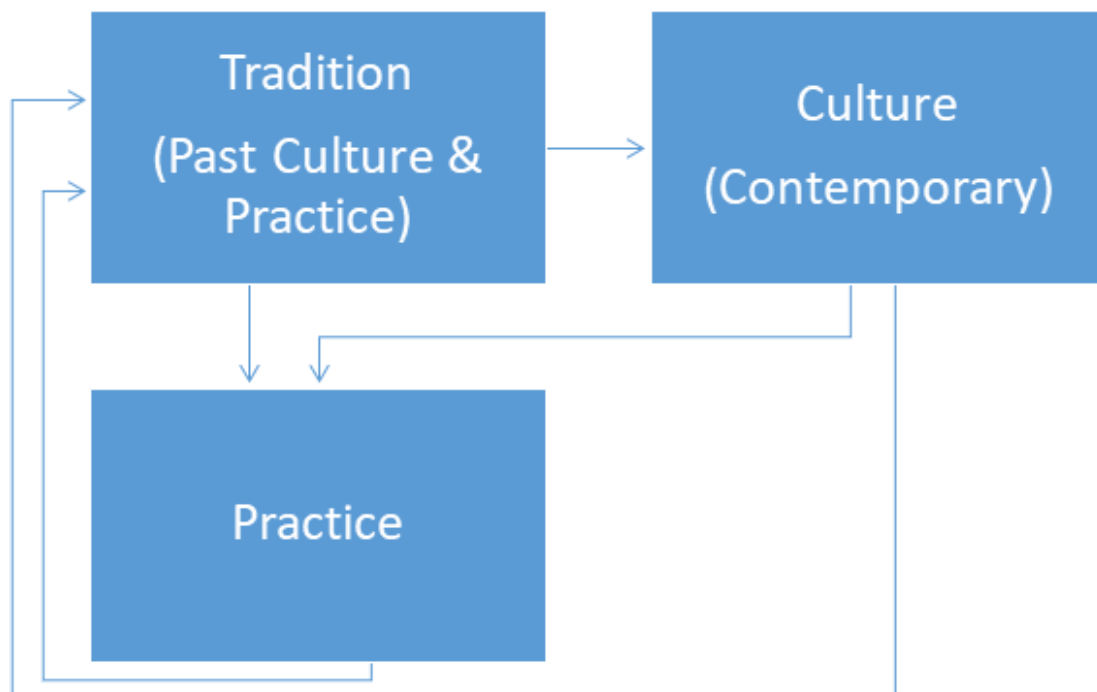 Tradition
(Past Culture &
Practice)
Culture
(Contemporary)
Practice